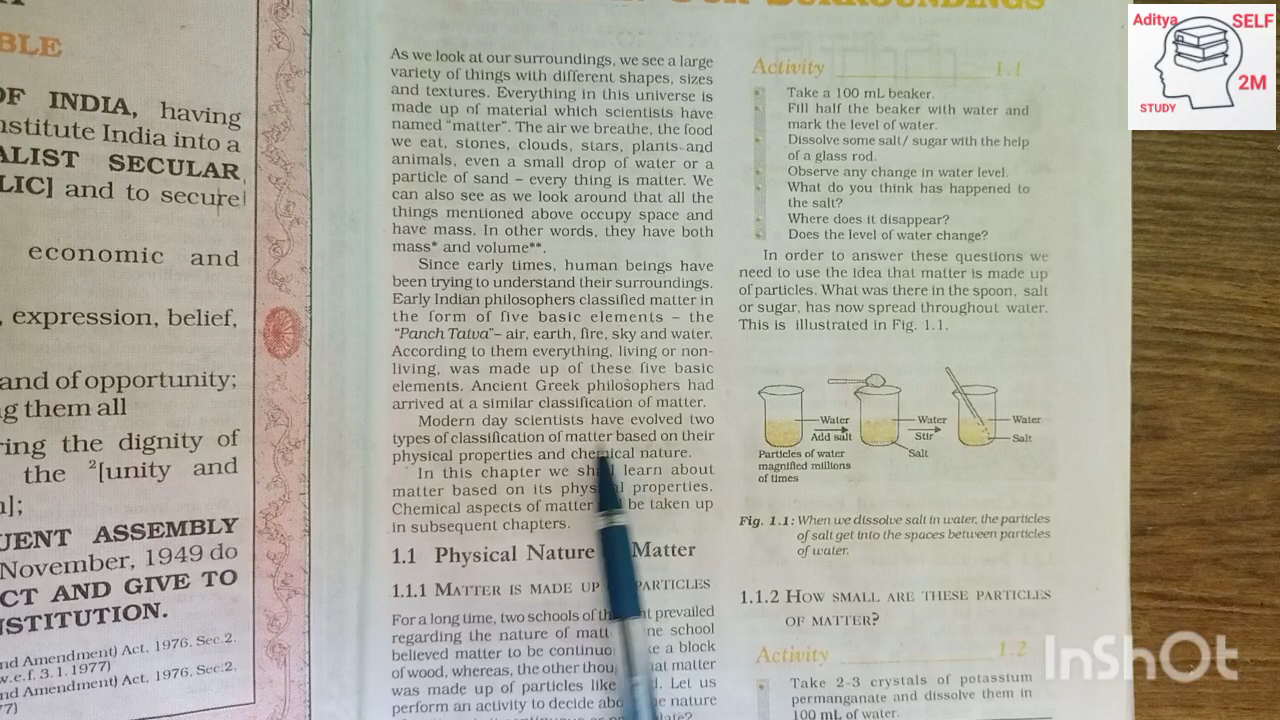 BLE
OF INDIA, having
nstitute India into a
ALIST SECULAR
LIC] and to secure
economic and
, expression, belief,
and of opportunity;
g them all
ring the dignity of
the 2[unity and
n];
UENT ASSEMBLY
November, 1949 do
CT AND GIVE TO
NSTITUTION.
nd Amendment) Act, 1976, Sec.2,
w.e.f. 3.1.1977)
nd Amendment) Act, 1976, Sec.2,
77)
OUR SURROUNDINGS
As we look at our surroundings, we see a large
variety of things with different shapes, sizes
and textures. Everything in this universe is
made up of material which scientists have
named "matter". The air we breathe, the food
we eat, stones, clouds, stars, plants and
animals, even a small drop of water or a
particle of sand – every thing is matter. We
can also see as we look around that all the
things mentioned above occupy space and
have mass. In other words, they have both
mass* and volume**.
Since early times, human beings have
been trying to understand their surroundings.
Early Indian philosophers classified matter in
the form of five basic elements – the
"Panch Tatva"– air, earth, fire, sky and water.
According to them everything, living or non-
living, was made up of these five basic
elements. Ancient Greek philosophers had
arrived at a similar classification of matter.
Modern day scientists have evolved two
types of classification of matter based on their
physical properties and chemical nature.
In this chapter we shall learn about
matter based on its physical properties.
Chemical aspects of matter be taken up
in subsequent chapters.
1.1 Physical Nature Matter
1.1.1 MATTER IS MADE UP PARTICLES
For a long time, two schools of prevailed
regarding the nature of One school
believed matter to be a block
of wood, whereas, the other matter
was made up of particles like Let us
perform an activity to decide nature
Activity 1.1
Take a 100 mL beaker.
Fill half the beaker with water and
mark the level of water.
Dissolve some salt/ sugar with the help
of a glass rod.
Observe any change in water level.
What do you think has happened to
the salt?
Where does it disappear?
Does the level of water change?
In order to answer these questions we
need to use the idea that matter is made up
of particles. What was there in the spoon, salt
or sugar, has now spread throughout water.
This is illustrated in Fig. 1.1.
Water
Add salt
Water
Stir
Salt
Water
Salt
Particles of water
magnified millions
of times
Fig. 1.1: When we dissolve salt in water, the particles
of salt get into the spaces between particles
of water.
1.1.2 HOW SMALL ARE THESE PARTICLES
OF MATTER?
Activity 1.2
Take 2-3 crystals of potassium
permanganate and dissolve them in
100 mL of water.
Aditya SELF
2M
STUDY
InShOt